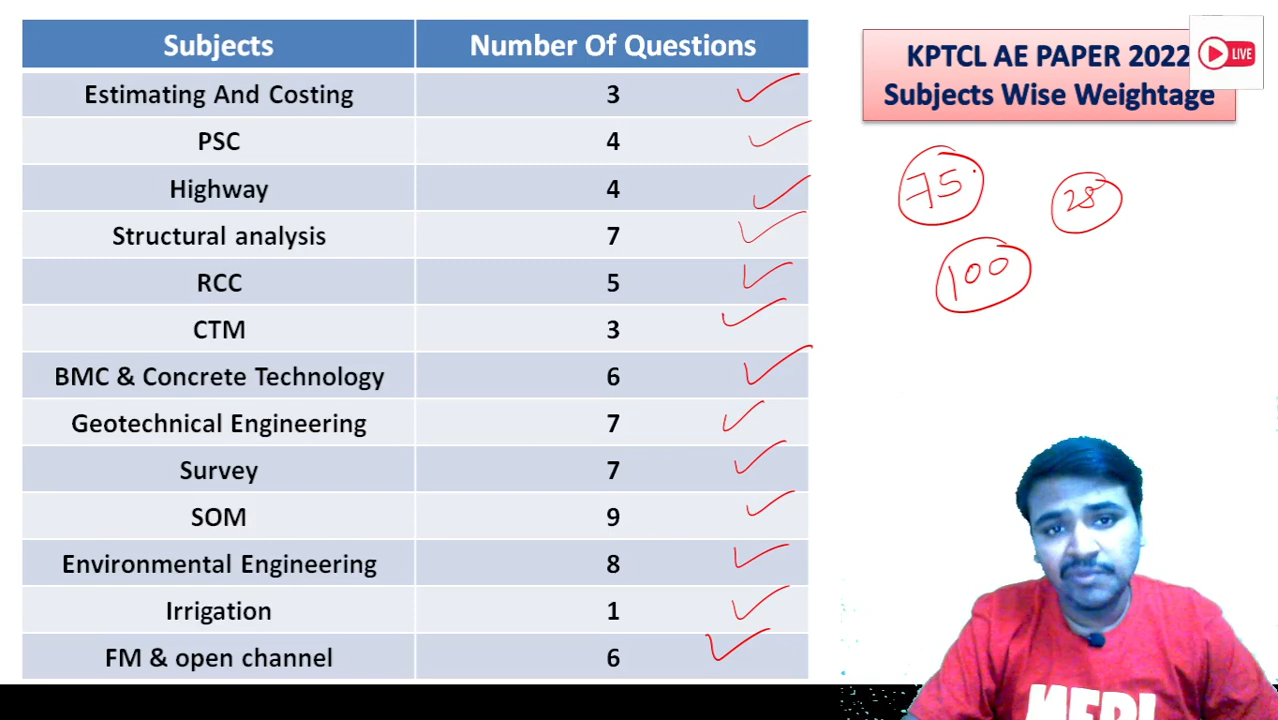 Subjects Number Of Questions
Estimating And Costing 3
PSC 4
Highway 4
Structural analysis 7
RCC 5
CTM 3
BMC & Concrete Technology 6
Geotechnical Engineering 7
Survey 7
SOM 9
Environmental Engineering 8
Irrigation 1
FM & open channel 6
KPTCL AE PAPER 2022
Subjects Wise Weightage
LIVE
75
100